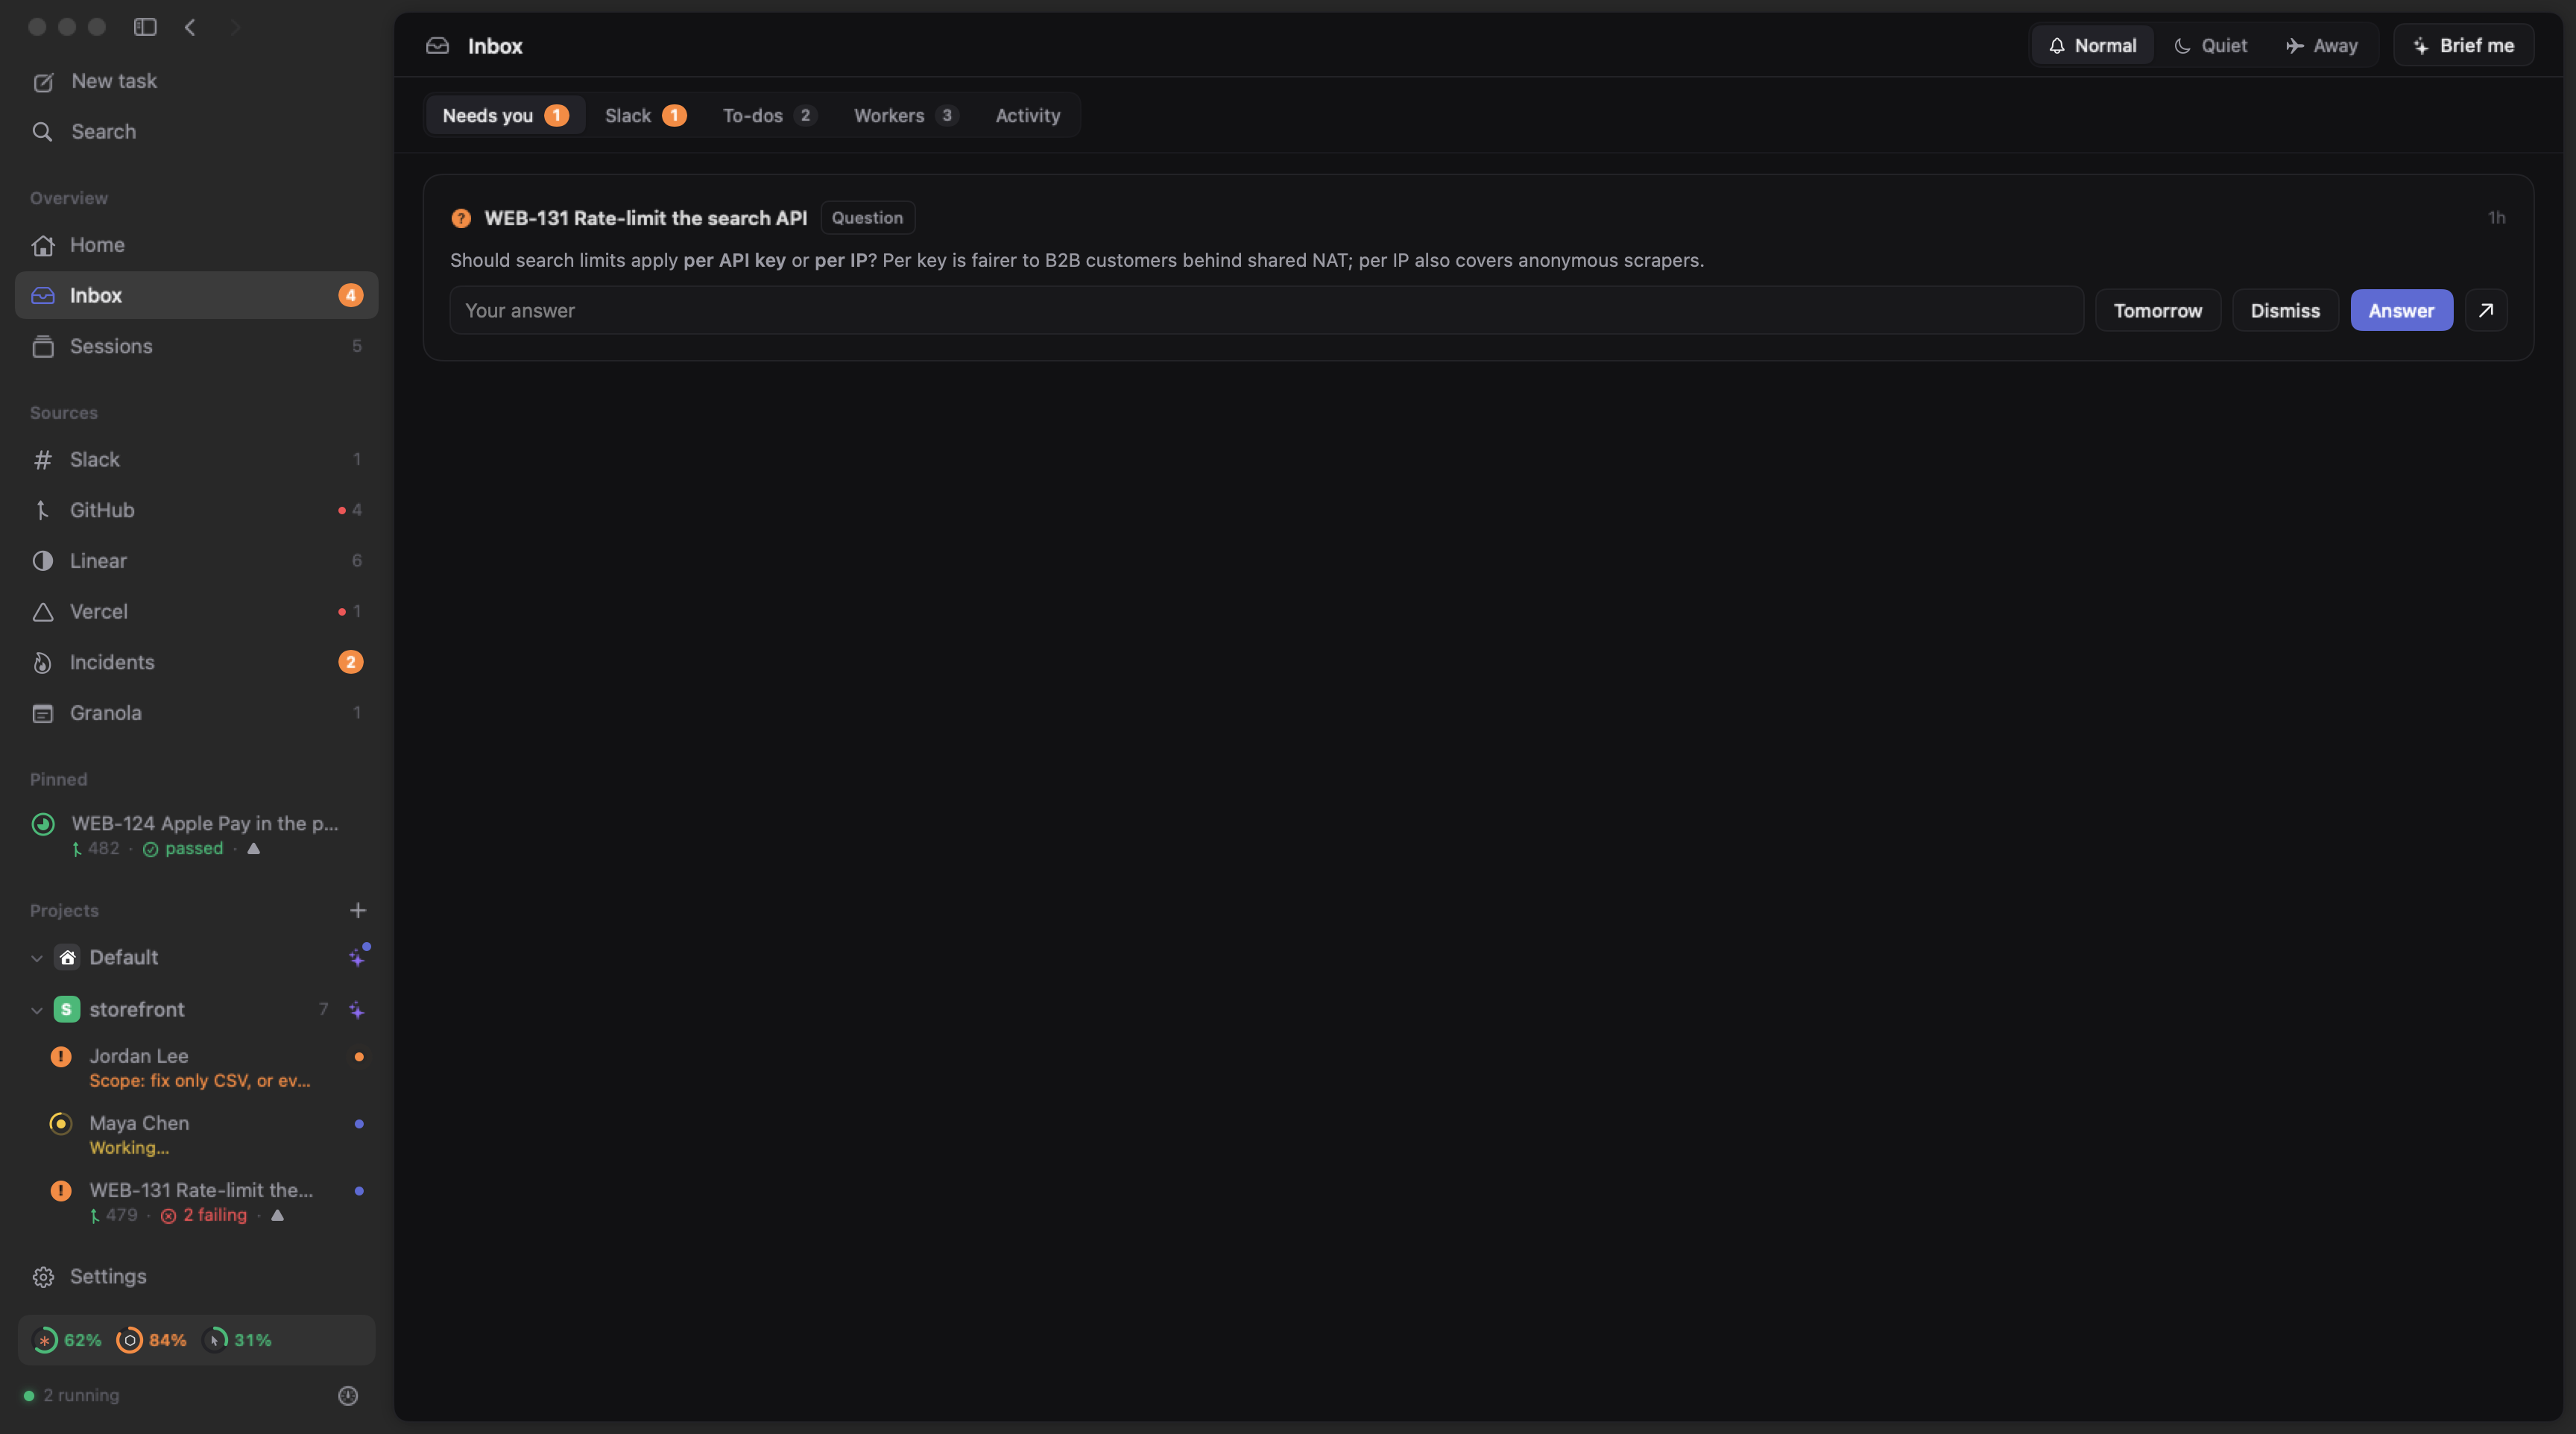 New task
Search
Overview
Home
Inbox 4
Sessions 5
Sources
Slack 1
GitHub 4
Linear 6
Vercel 1
Incidents 2
Granola 1
Pinned
WEB-124 Apple Pay in the p...
482 · passed ·
Projects
Default
S storefront 7
Jordan Lee
Scope: fix only CSV, or ev...
Maya Chen
Working...
WEB-131 Rate-limit the...
479 · 2 failing ·
Settings
62% 84% 31%
2 running
Inbox
Normal Quiet Away Brief me
Needs you 1 Slack 1 To-dos 2 Workers 3 Activity
? WEB-131 Rate-limit the search API Question 1h
Should search limits apply per API key or per IP? Per key is fairer to B2B customers behind shared NAT; per IP also covers anonymous scrapers.
Your answer Tomorrow Dismiss Answer